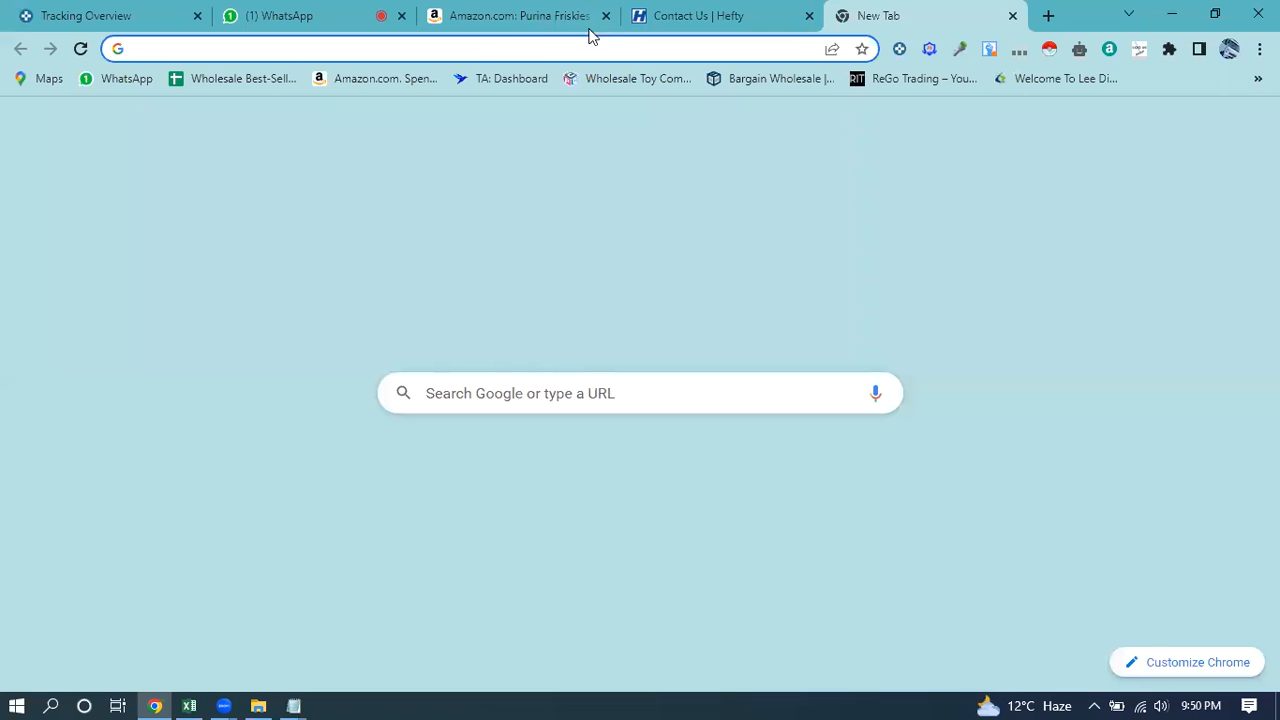 Tracking Overview
(1) WhatsApp
Amazon.com: Purina Friskies
Contact Us | Hefty
New Tab
Maps
WhatsApp
Wholesale Best-Sell...
Amazon.com. Spen...
TA: Dashboard
Wholesale Toy Com...
Bargain Wholesale |...
RIT ReGo Trading – You...
Welcome To Lee Di...
»
Search Google or type a URL
Customize Chrome
12°C Haze
9:50 PM